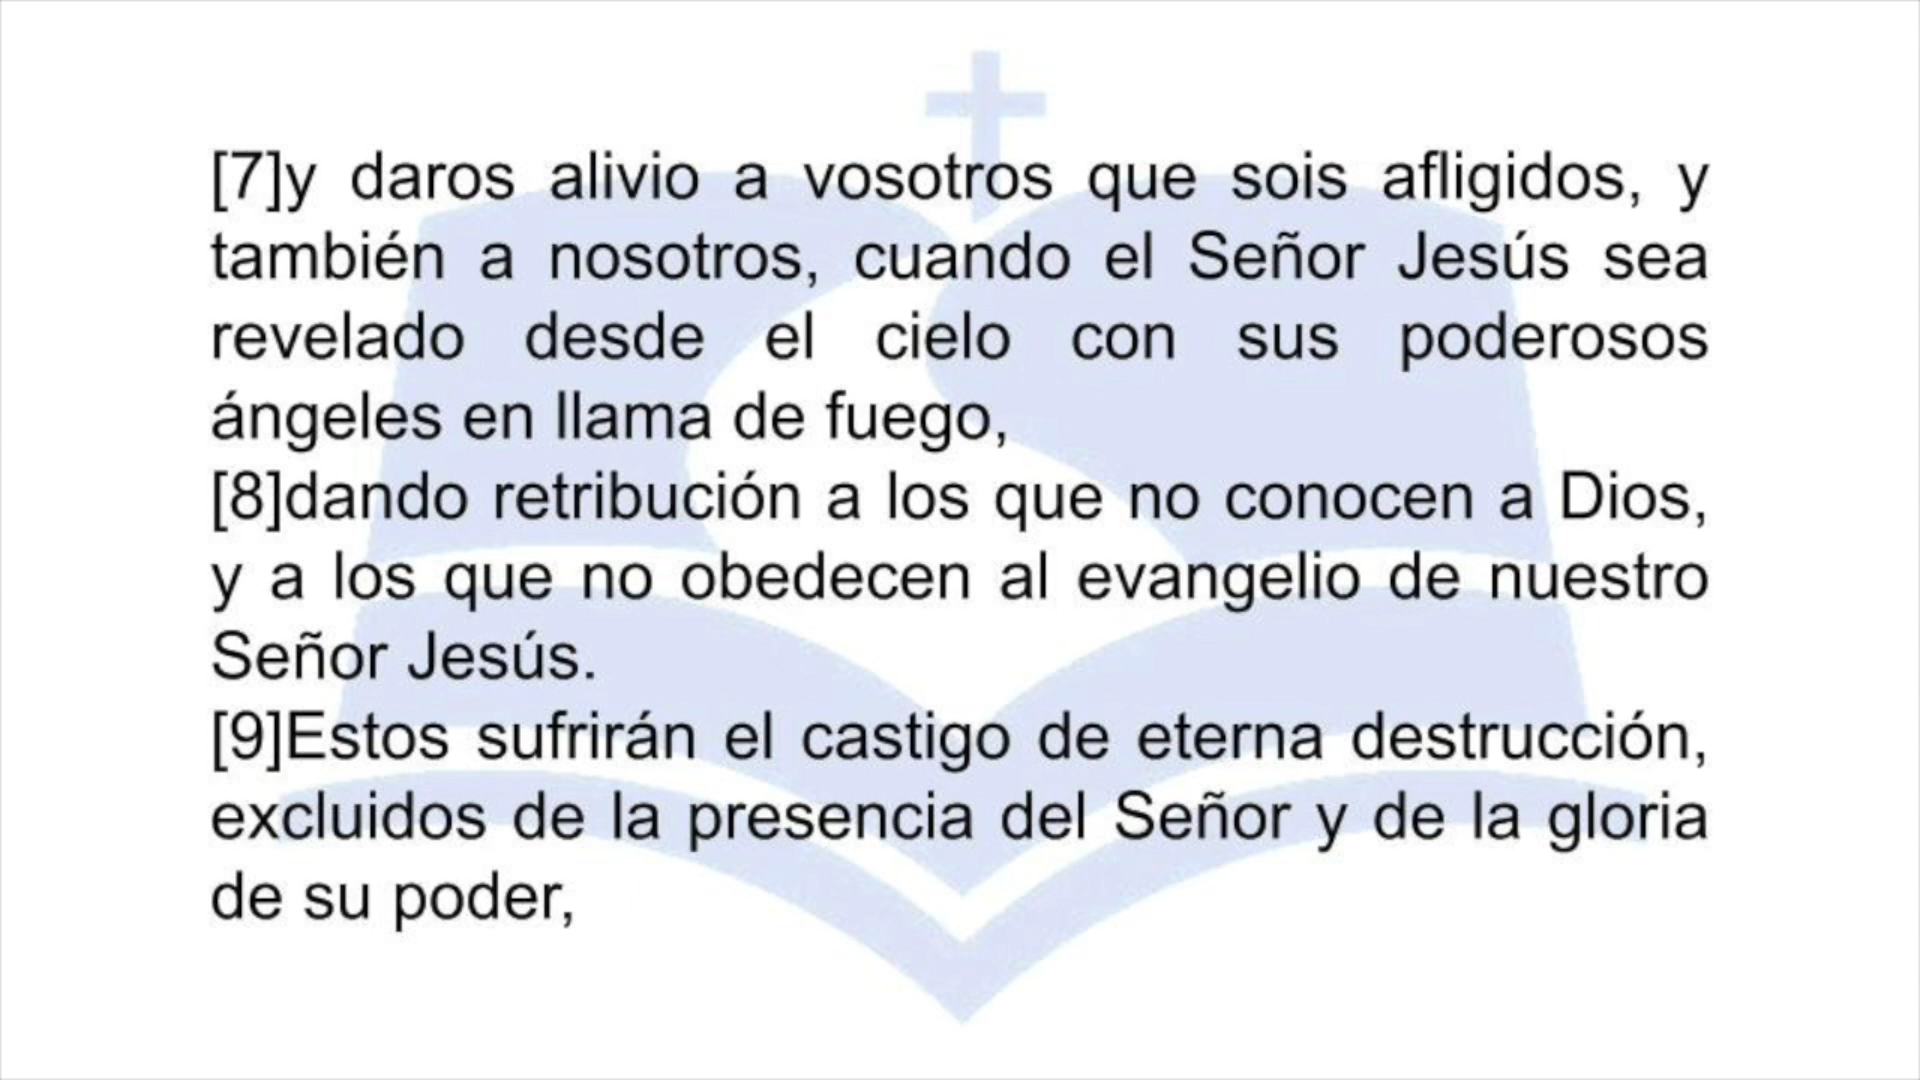 [7]y daros alivio a vosotros que sois afligidos, y
también a nosotros, cuando el Señor Jesús sea
revelado desde el cielo con sus poderosos
ángeles en llama de fuego,
[8]dando retribución a los que no conocen a Dios,
y a los que no obedecen al evangelio de nuestro
Señor Jesús.
[9]Estos sufrirán el castigo de eterna destrucción,
excluidos de la presencia del Señor y de la gloria
de su poder,